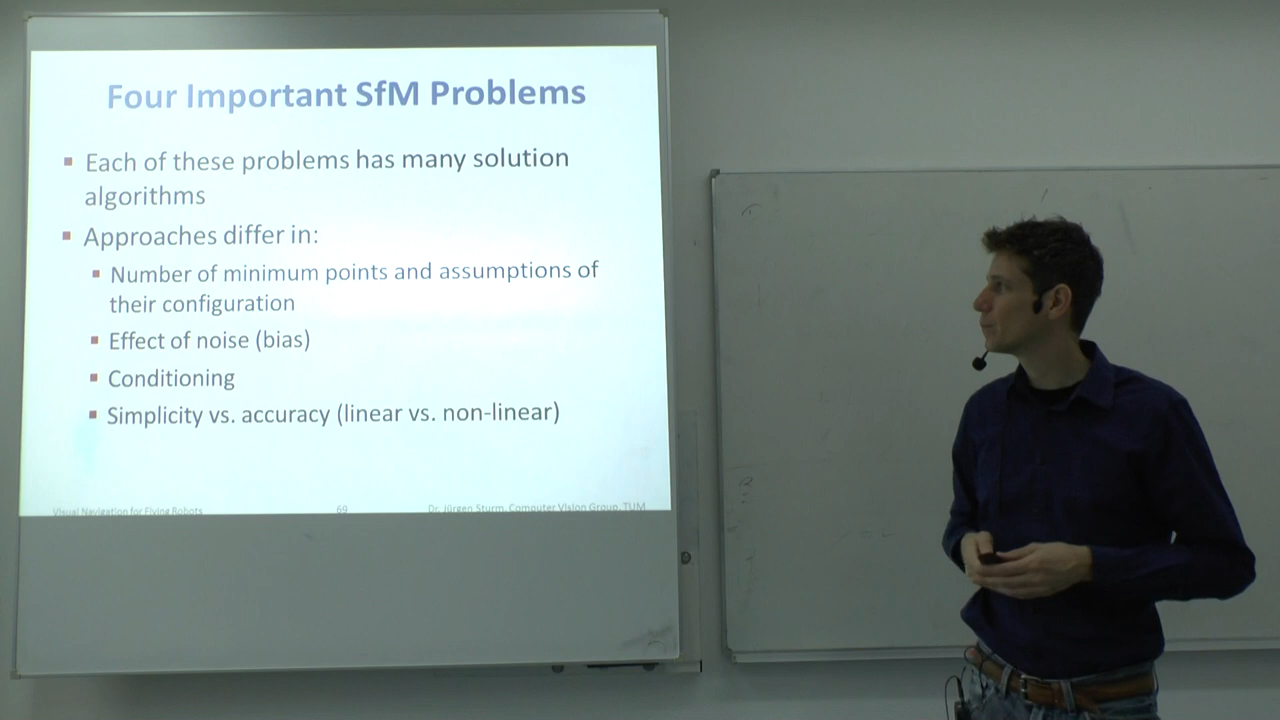 Four Important SfM Problems
Each of these problems has many solution
algorithms
Approaches differ in:
Number of minimum points and assumptions of
their configuration
Effect of noise (bias)
Conditioning
Simplicity vs. accuracy (linear vs. non-linear)
Visual Navigation for Flying Robots
69
Dr. Jürgen Sturm, Computer Vision Group, TUM